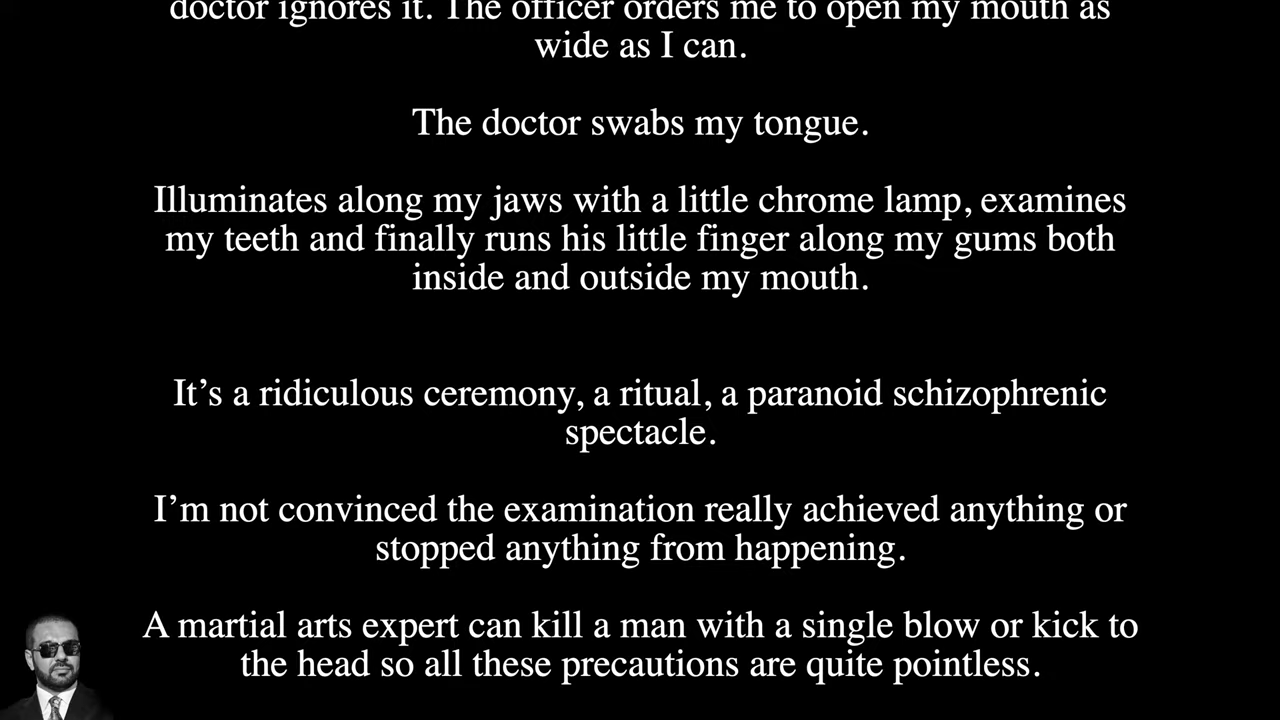 doctor ignores it. The officer orders me to open my mouth as
wide as I can.
The doctor swabs my tongue.
Illuminates along my jaws with a little chrome lamp, examines
my teeth and finally runs his little finger along my gums both
inside and outside my mouth.
It’s a ridiculous ceremony, a ritual, a paranoid schizophrenic
spectacle.
I’m not convinced the examination really achieved anything or
stopped anything from happening.
A martial arts expert can kill a man with a single blow or kick to
the head so all these precautions are quite pointless.